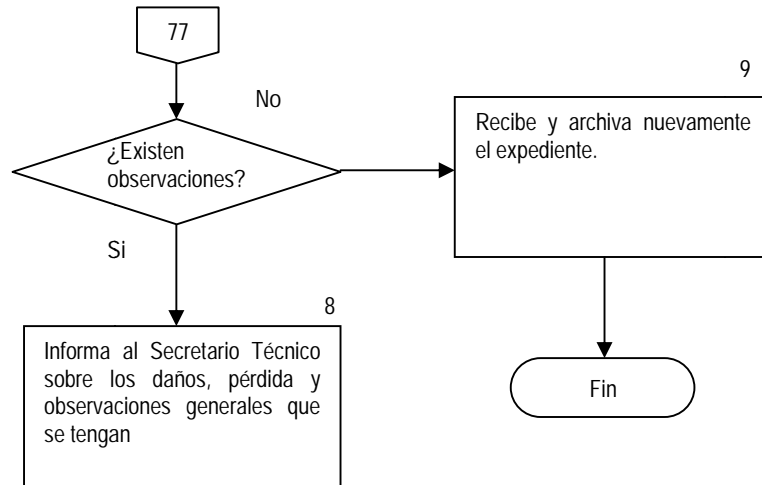 77
No
¿Existen
observaciones?
Si
9
Recibe y archiva nuevamente
el expediente.
8
Informa al Secretario Técnico
sobre los daños, pérdida y
observaciones generales que
se tengan
Fin